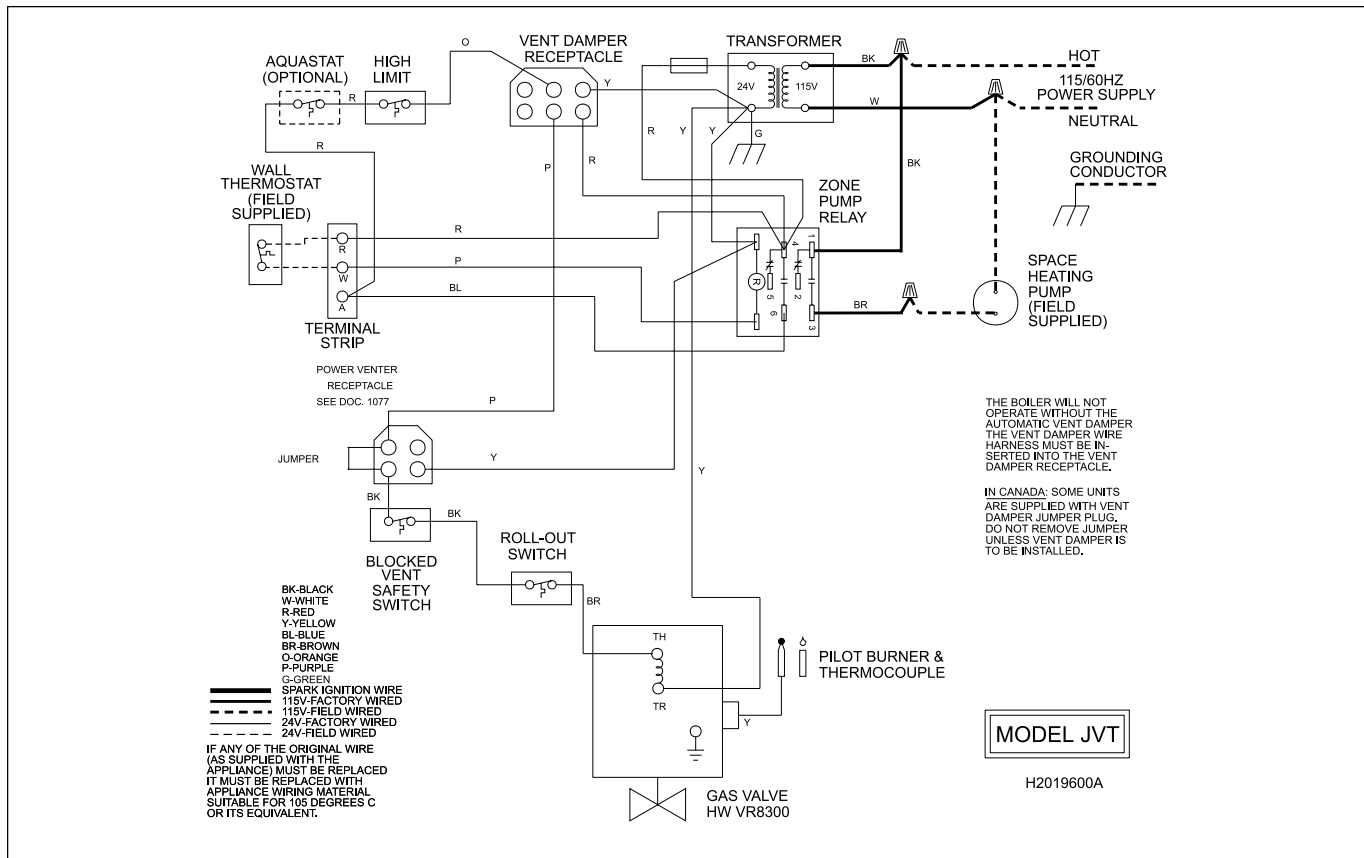 VENT DAMPER
RECEPTACLE
TRANSFORMER
AQUASTAT
(OPTIONAL)
HIGH
LIMIT
O
Y
R
24V
115V
BK
W
HOT
115/60HZ
POWER SUPPLY
NEUTRAL
R
P
R
R
Y
Y
G
BK
GROUNDING
CONDUCTOR
WALL
THERMOSTAT
(FIELD
SUPPLIED)
ZONE
PUMP
RELAY
R
R
P
W
BL
A
TERMINAL
STRIP
1
4
R
5
2
6
3
BR
SPACE
HEATING
PUMP
(FIELD
SUPPLIED)
POWER VENTER
RECEPTACLE
SEE DOC. 1077
P
JUMPER
Y
Y
BK
BK
BLOCKED
VENT
SAFETY
SWITCH
ROLL-OUT
SWITCH
BR
THE BOILER WILL NOT
OPERATE WITHOUT THE
AUTOMATIC VENT DAMPER
THE VENT DAMPER WIRE
HARNESS MUST BE IN-
SERTED INTO THE VENT
DAMPER RECEPTACLE.
IN CANADA: SOME UNITS
ARE SUPPLIED WITH VENT
DAMPER JUMPER PLUG.
DO NOT REMOVE JUMPER
UNLESS VENT DAMPER IS
TO BE INSTALLED.
BK-BLACK
W-WHITE
R-RED
Y-YELLOW
BL-BLUE
BR-BROWN
O-ORANGE
P-PURPLE
G-GREEN
SPARK IGNITION WIRE
115V-FACTORY WIRED
115V-FIELD WIRED
24V-FACTORY WIRED
24V-FIELD WIRED
IF ANY OF THE ORIGINAL WIRE
(AS SUPPLIED WITH THE
APPLIANCE) MUST BE REPLACED
IT MUST BE REPLACED WITH
APPLIANCE WIRING MATERIAL
SUITABLE FOR 105 DEGREES C
OR ITS EQUIVALENT.
TH
TR
Y
PILOT BURNER &
THERMOCOUPLE
GAS VALVE
HW VR8300
MODEL JVT
H2019600A